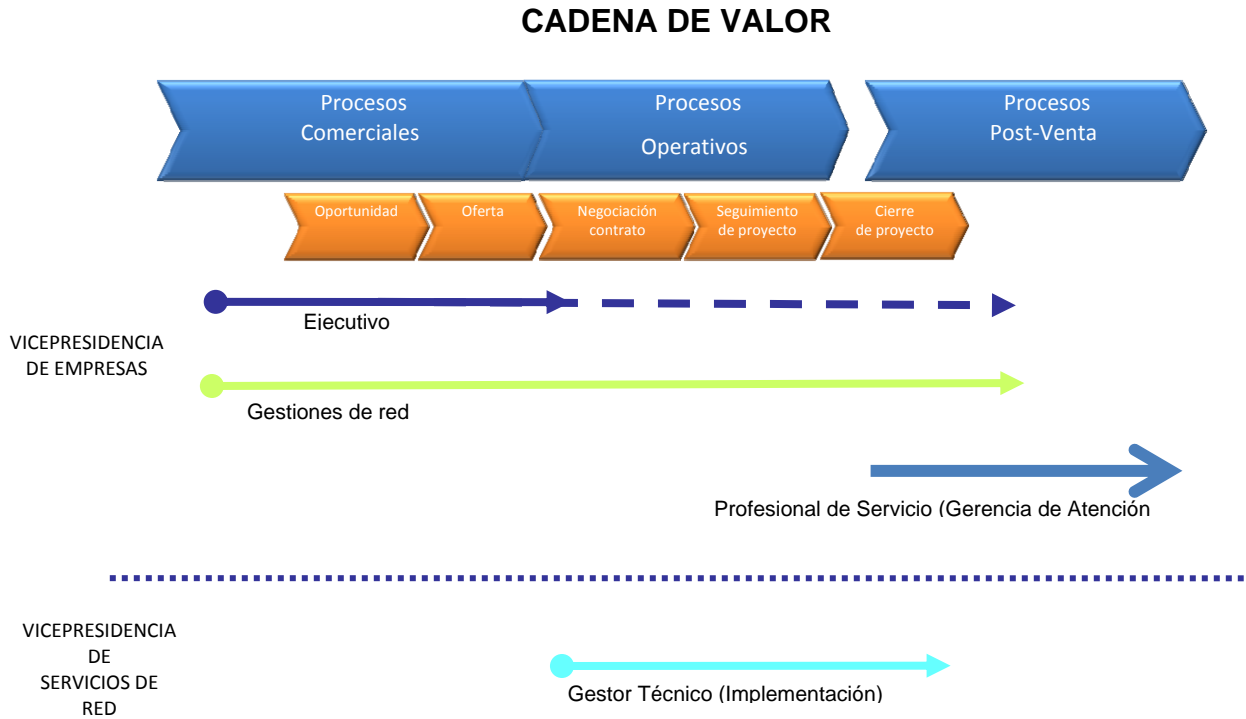 CADENA DE VALOR
Procesos
Comerciales
Procesos
Operativos
Procesos
Post-Venta
Oportunidad
Oferta
Negociación
contrato
Seguimiento
de proyecto
Cierre
de proyecto
Ejecutivo
VICEPRESIDENCIA
DE EMPRESAS
Gestiones de red
Profesional de Servicio (Gerencia de Atención
VICEPRESIDENCIA
DE
SERVICIOS DE
RED
Gestor Técnico (Implementación)